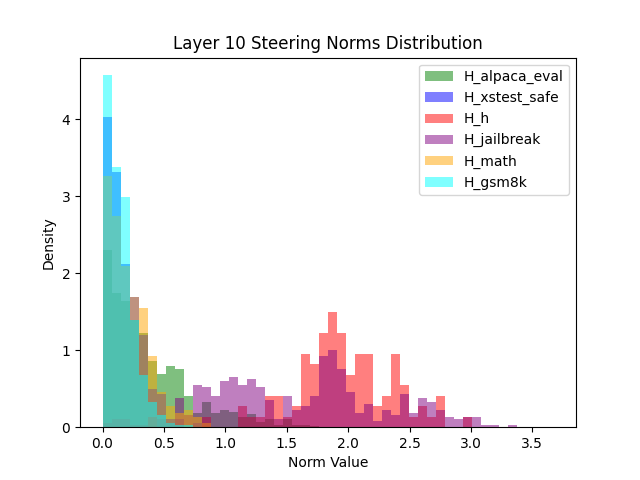 Layer 10 Steering Norms Distribution
H_alpaca_eval
H_xstest_safe
H_h
H_jailbreak
H_math
H_gsm8k
Density
4
3
2
1
0
0.0 0.5 1.0 1.5 2.0 2.5 3.0 3.5
Norm Value